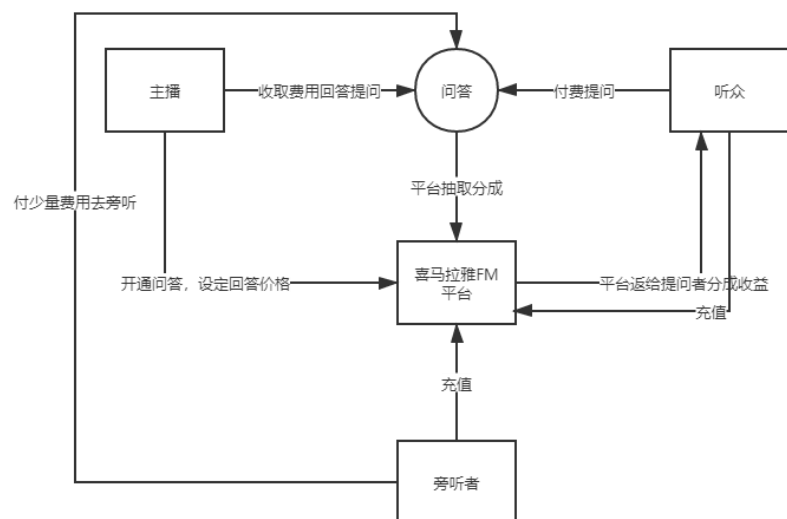 主播
收取费用回答提问
问答
付费提问
听众
平台抽取分成
付少量费用去旁听
开通问答，设定回答价格
喜马拉雅FM
平台
平台返给提问者分成收益
充值
充值
旁听者